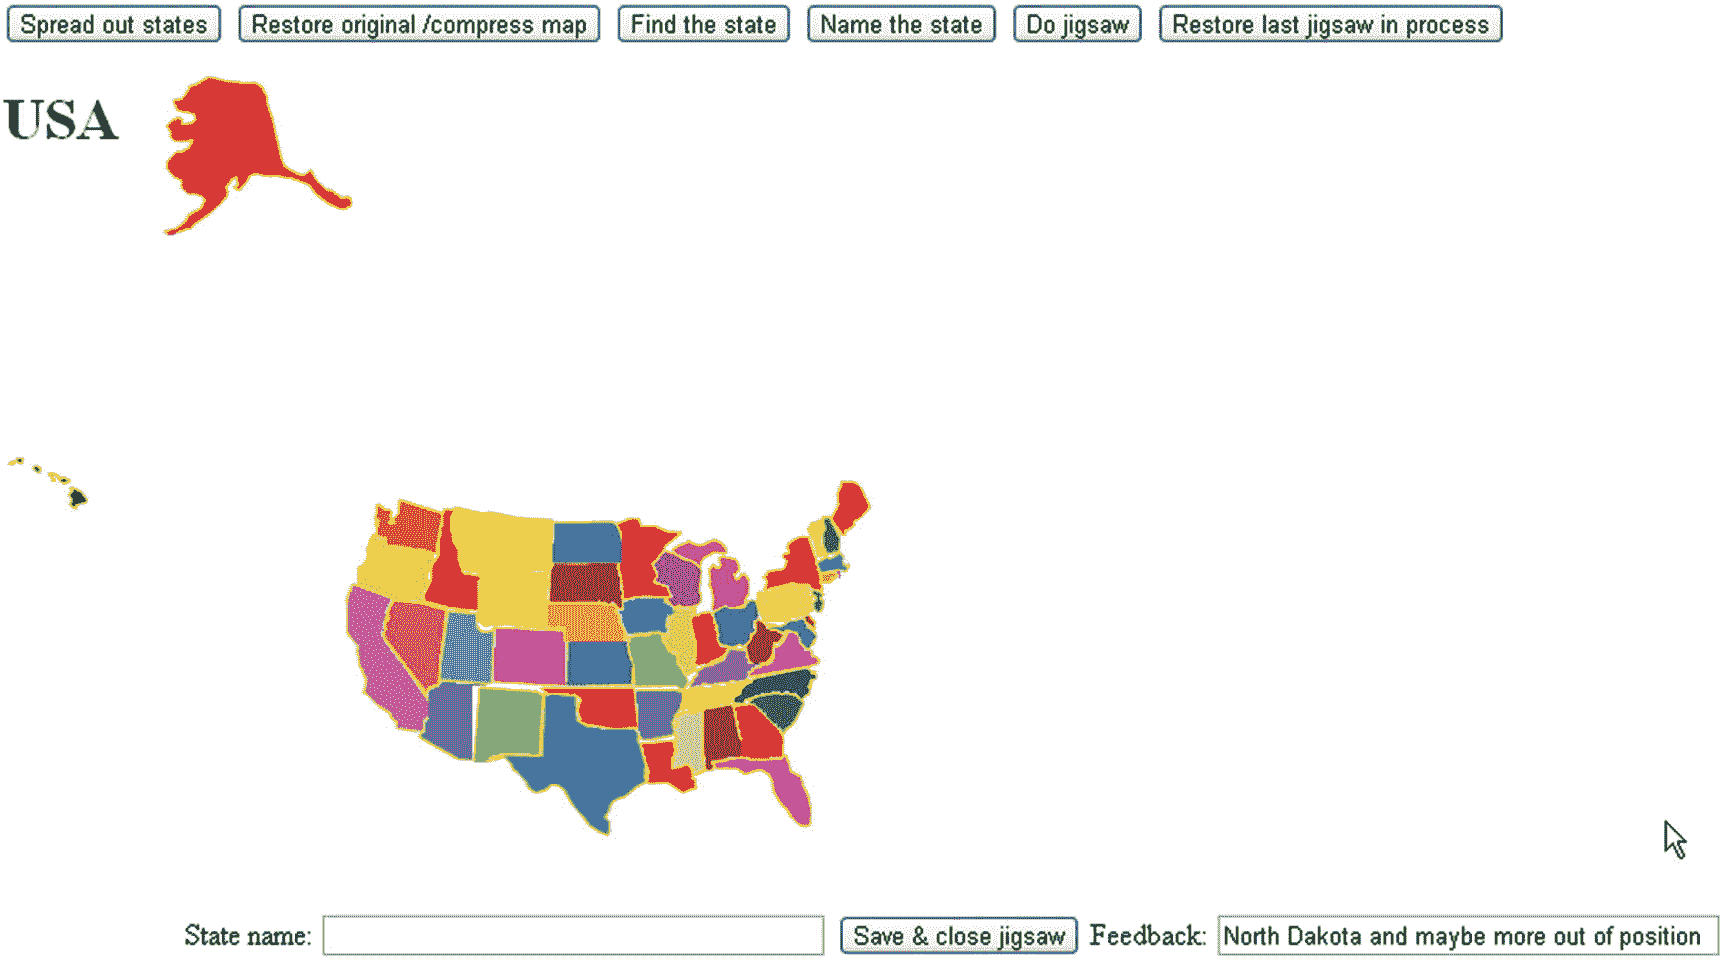 Spread out states Restore original /compress map Find the state Name the state Do jigsaw Restore last jigsaw in process
USA
State name: Save & close jigsaw Feedback: North Dakota and maybe more out of position